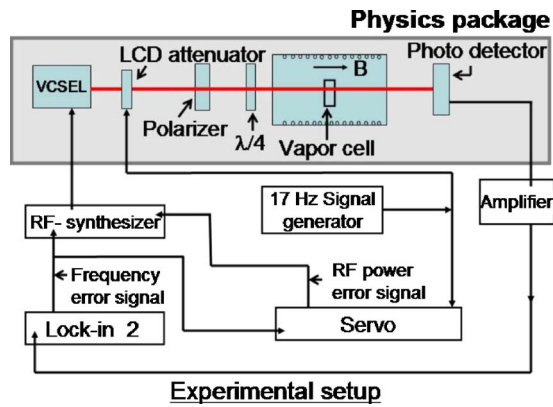 Physics package
LCD attenuator
Photo detector
VCSEL
B
Polarizer
λ/4
Vapor cell
17 Hz Signal
generator
Amplifier
RF- synthesizer
Frequency
error signal
RF power
error signal
Lock-in 2
Servo
Experimental setup